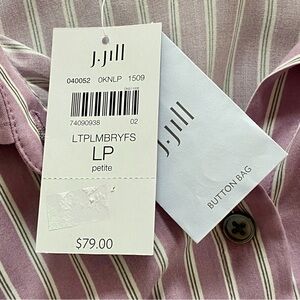 J.Jill
040052 0KNLP 1509
74090938 02
LTPLMBRYFS
LP
petite
$79.00
J.Jill
BUTTON BAG